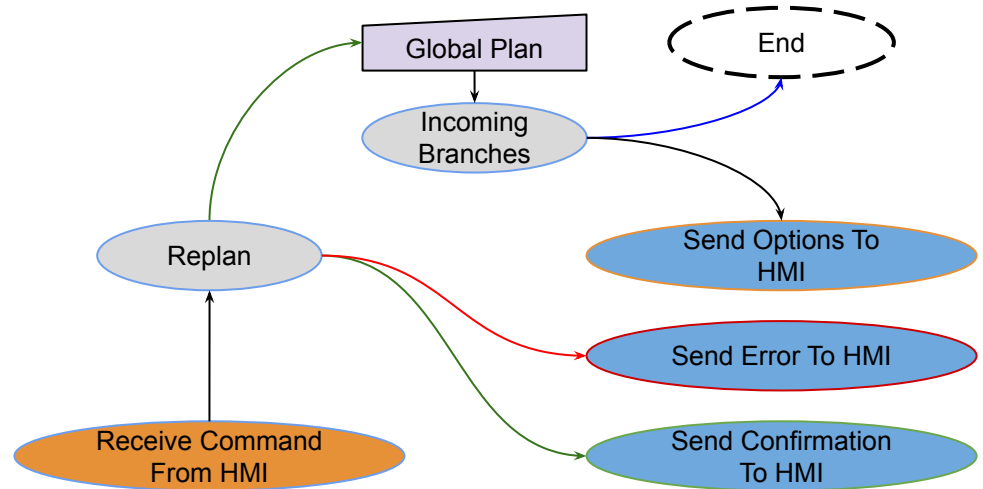 Global Plan
End
Incoming
Branches
Replan
Send Options To
HMI
Send Error To HMI
Receive Command
From HMI
Send Confirmation
To HMI